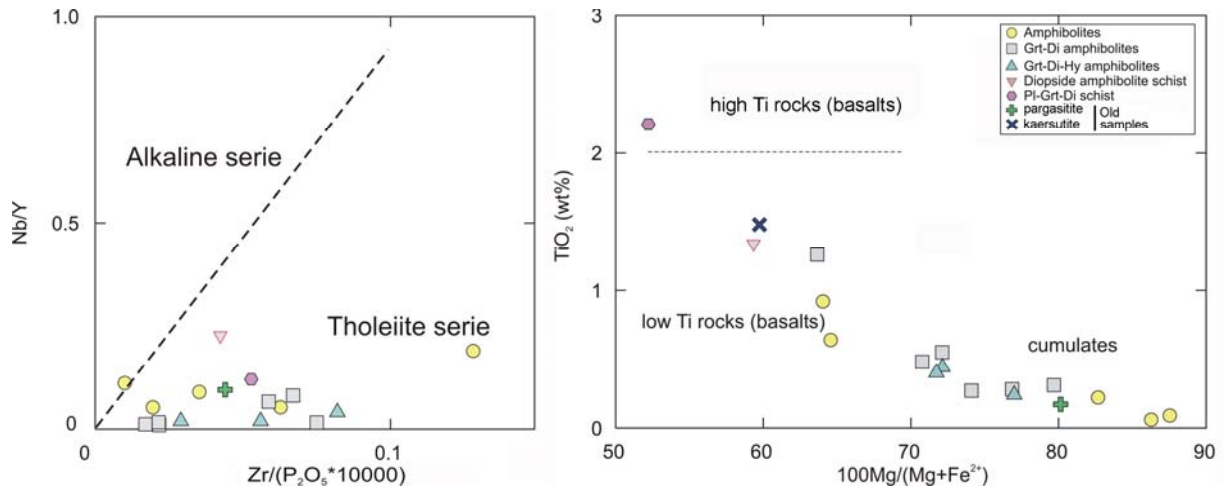 1.0
0.5
0
0
0.1
Nb/Y
Zr/(P₂O₅*10000)
Alkaline serie
Tholeiite serie
3
2
1
0
50
60
70
80
90
TiO₂ (wt%)
100Mg/(Mg+Fe²⁺)
high Ti rocks (basalts)
low Ti rocks (basalts)
cumulates
Amphibolites
Grt-Di amphibolites
Grt-Di-Hy amphibolites
Diopside amphibolite schist
Pl-Grt-Di schist
pargasitite
kaersutite
Old
samples